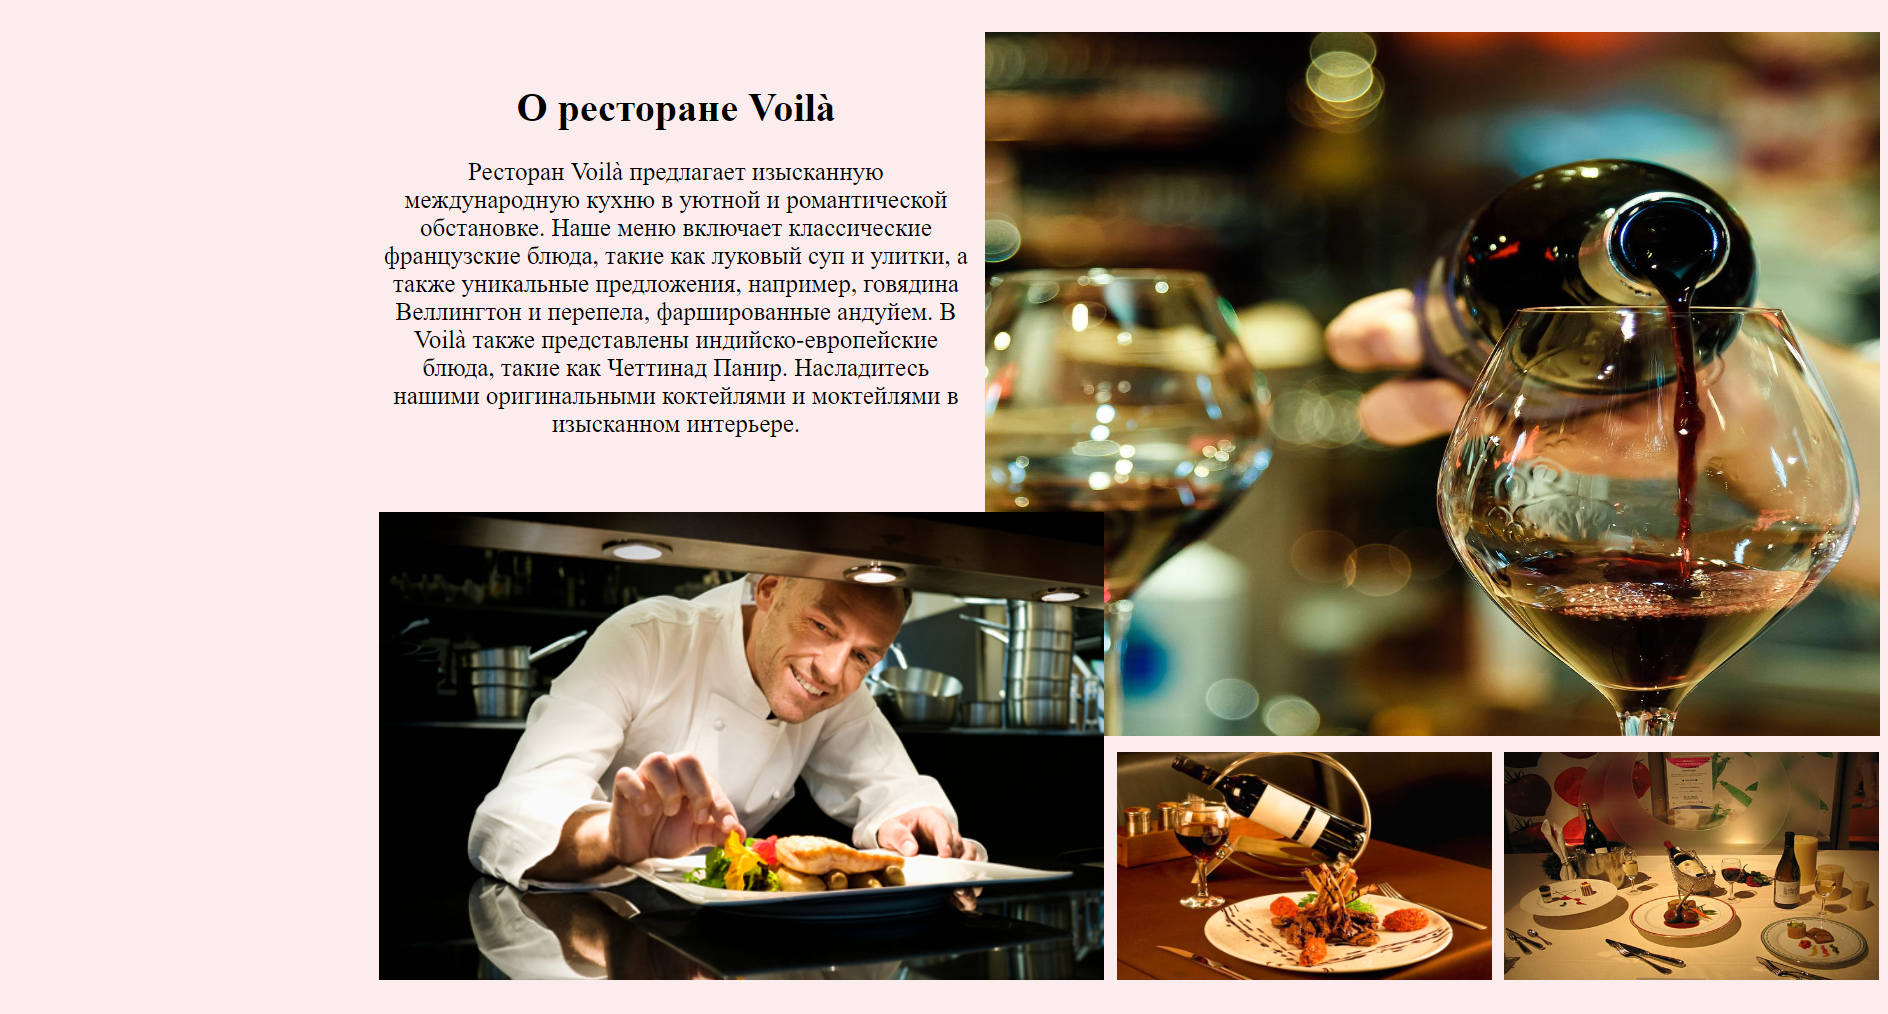 О ресторане Voilà
Ресторан Voilà предлагает изысканную
международную кухню в уютной и романтической
обстановке. Наше меню включает классические
французские блюда, такие как луковый суп и улитки, а
также уникальные предложения, например, говядина
Веллингтон и перепела, фаршированные андуйем. В
Voilà также представлены индийско-европейские
блюда, такие как Четтинад Панир. Насладитесь
нашими оригинальными коктейлями и моктейлями в
изысканном интерьере.